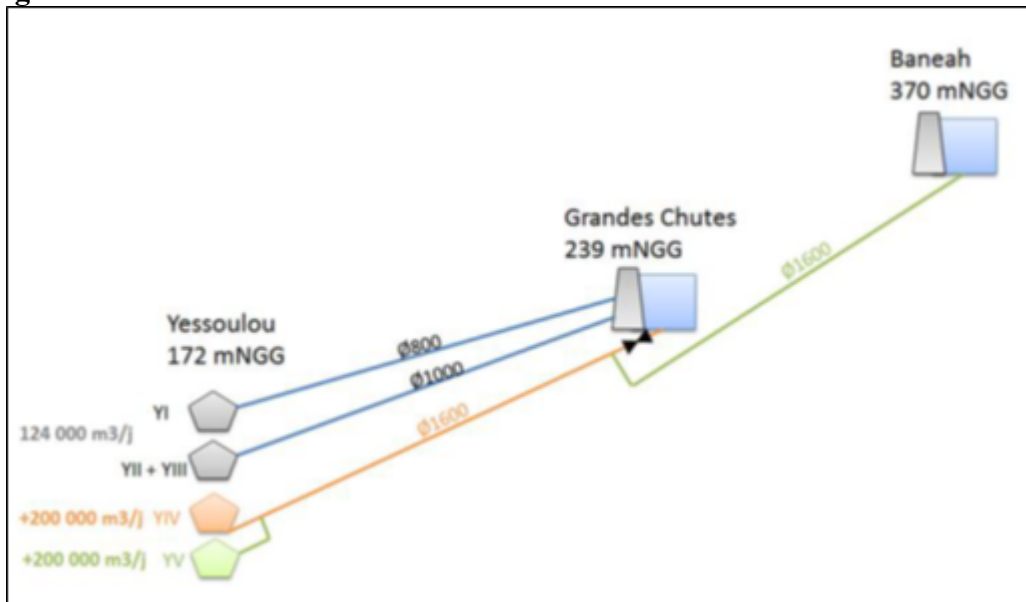 Baneah
370 mNGG
Grandes Chutes
239 mNGG
Ø1600
Yessoulou
172 mNGG
Ø800
Ø1000
Ø1600
YI
124 000 m3/j
YII + YIII
+200 000 m3/j YIV
+200 000 m3/j YV